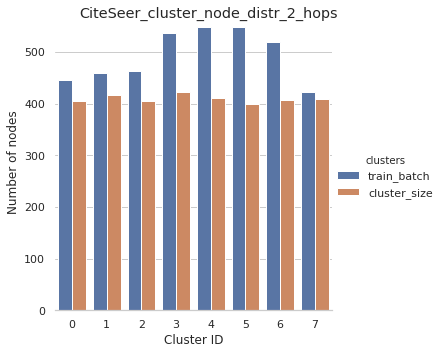 CiteSeer_cluster_node_distr_2_hops
Number of nodes
500
400
300
200
100
0
0 1 2 3 4 5 6 7
Cluster ID
clusters
train_batch
cluster_size